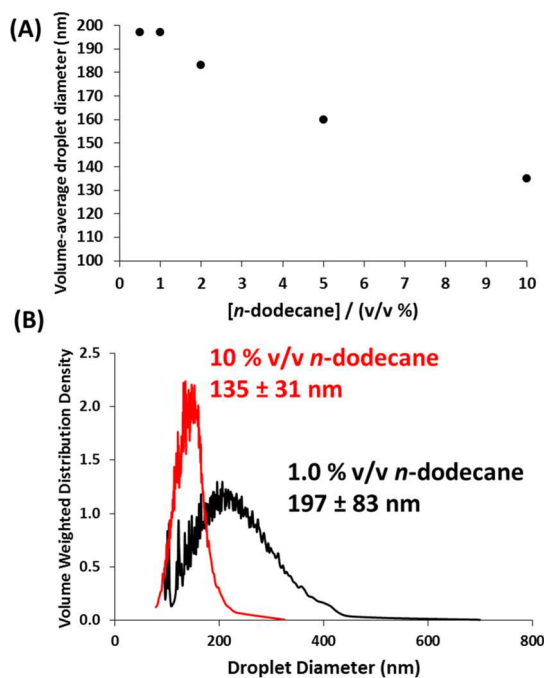 (A)
Volume-average droplet diameter (nm)
200
190
180
170
160
150
140
130
120
110
100
0 1 2 3 4 5 6 7 8 9 10
[n-dodecane] / (v/v %)
(B)
Volume Weighted Distribution Density
2.5
2.0
1.5
1.0
0.5
0.0
10 % v/v n-dodecane
135 ± 31 nm
1.0 % v/v n-dodecane
197 ± 83 nm
0 200 400 600 800
Droplet Diameter (nm)